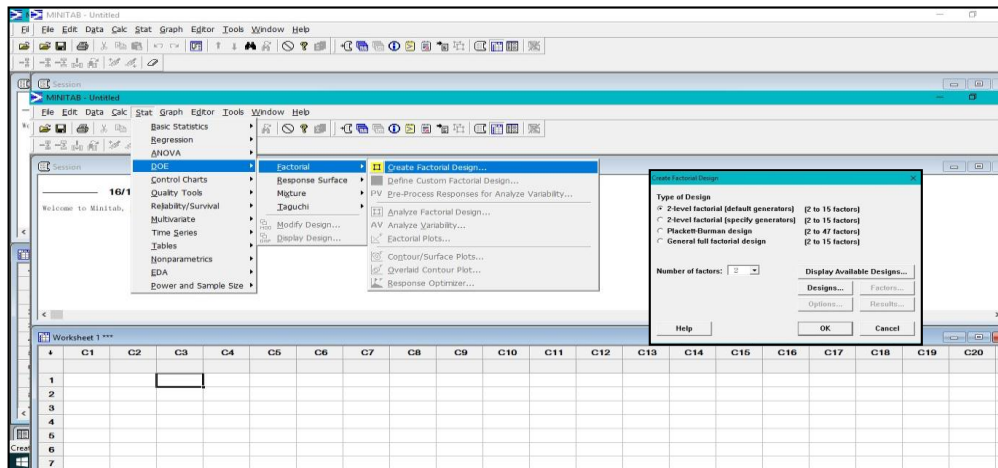 MINITAB - Untitled
File Edit Data Calc Stat Graph Editor Tools Window Help
Session
MINITAB - Untitled
File Edit Data Calc Stat Graph Editor Tools Window Help
Basic Statistics
Regression
ANOVA
DOE
Control Charts
Quality Tools
Reliability/Survival
Multivariate
Time Series
Tables
Nonparametrics
EDA
Power and Sample Size
Factorial
Response Surface
Mixture
Taguchi
Modify Design...
Display Design...
Create Factorial Design...
Define Custom Factorial Design...
PV Pre-Process Responses for Analyze Variability...
Analyze Factorial Design...
AV Analyze Variability...
Factorial Plots...
Contour/Surface Plots...
Overlaid Contour Plot...
Response Optimizer...
Session
16/1
Welcome to Minitab,
Create Factorial Design
Type of Design
2-level factorial (default generators) (2 to 15 factors)
2-level factorial (specify generators) (2 to 15 factors)
Plackett-Burman design (2 to 47 factors)
General full factorial design (2 to 15 factors)
Number of factors: 2
Display Available Designs...
Designs... Factors...
Options... Results...
Help OK Cancel
Worksheet 1 ***
C1 C2 C3 C4 C5 C6 C7 C8 C9 C10 C11 C12 C13 C14 C15 C16 C17 C18 C19 C20
1
2
3
4
5
6
7